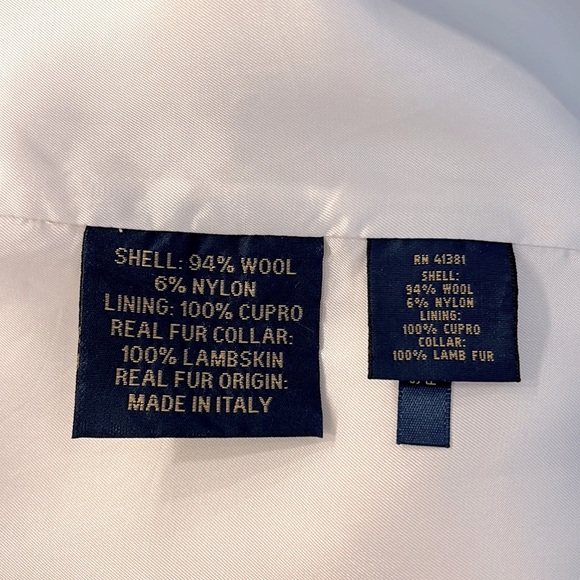 SHELL: 94% WOOL
6% NYLON
LINING: 100% CUPRO
REAL FUR COLLAR:
100% LAMBSKIN
REAL FUR ORIGIN:
MADE IN ITALY
RN 41381
SHELL:
94% WOOL
6% NYLON
LINING:
100% CUPRO
COLLAR:
100% LAMB FUR